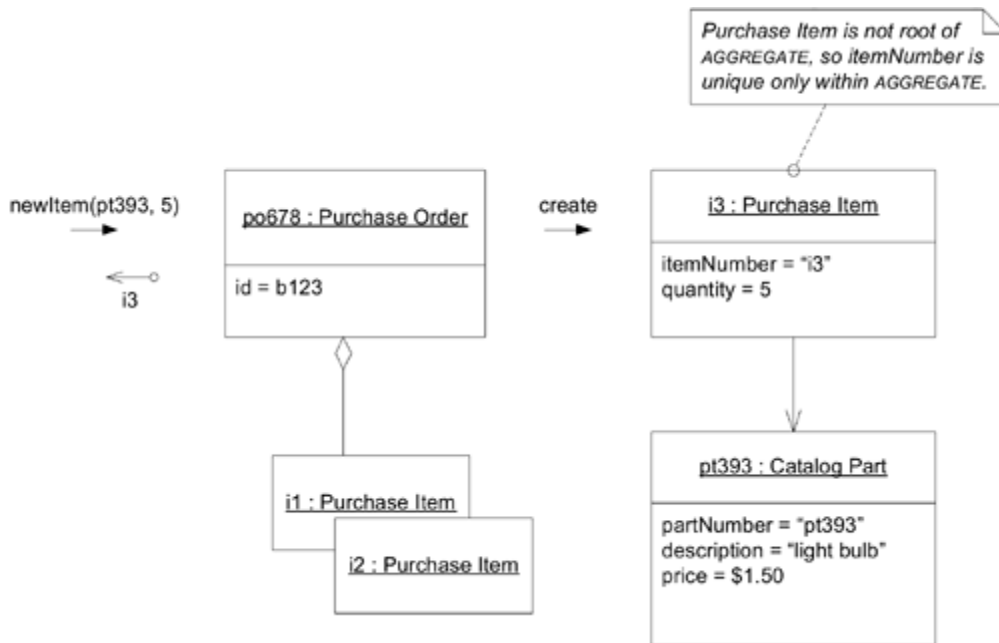 Purchase Item is not root of
AGGREGATE, so itemNumber is
unique only within AGGREGATE.
newItem(pt393, 5)
i3
po678 : Purchase Order
id = b123
create
i3 : Purchase Item
itemNumber = “i3”
quantity = 5
i1 : Purchase Item
i2 : Purchase Item
pt393 : Catalog Part
partNumber = “pt393”
description = “light bulb”
price = $1.50